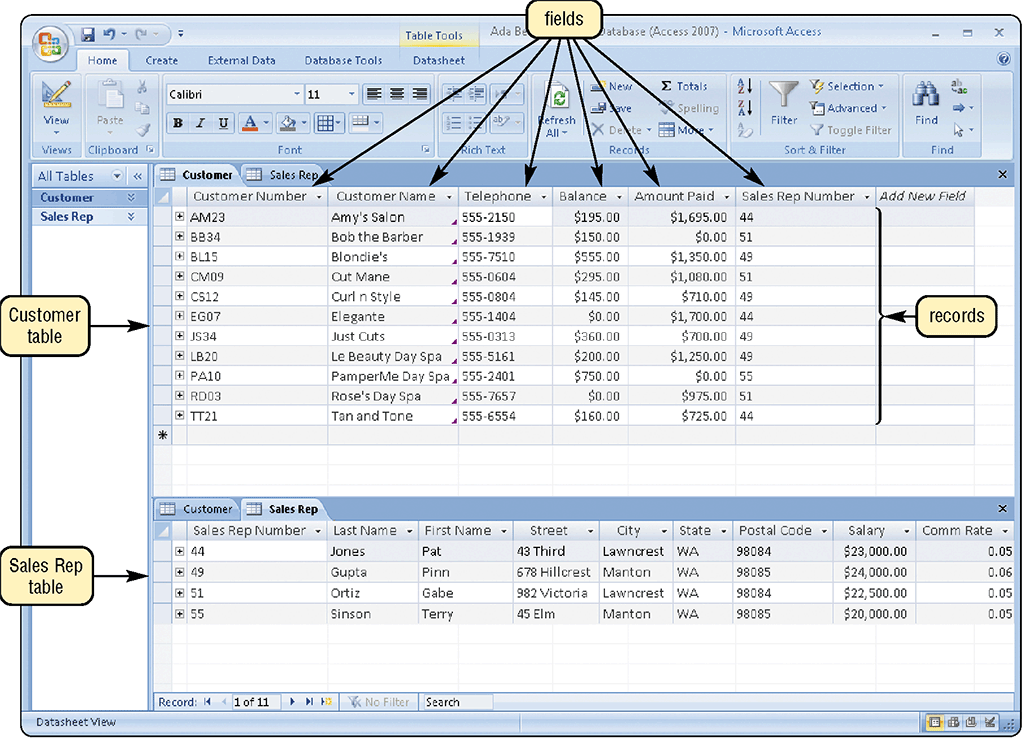 fields
Table Tools Ada Be Database (Access 2007) - Microsoft Access
Home Create External Data Database Tools Datasheet
View Paste Calibri 11 B I U A Refresh All New Save Delete Σ Totals Spelling More Filter Selection Advanced Toggle Filter Find
Views Clipboard Font Rich Text Records Sort & Filter Find
All Tables «
Customer
Sales Rep
Customer Sales Rep
Customer Number Customer Name Telephone Balance Amount Paid Sales Rep Number Add New Field
AM23 Amy's Salon 555-2150 $195.00 $1,695.00 44
BB34 Bob the Barber 555-1939 $150.00 $0.00 51
BL15 Blondie's 555-7510 $555.00 $1,350.00 49
CM09 Cut Mane 555-0604 $295.00 $1,080.00 51
CS12 Curl n Style 555-0804 $145.00 $710.00 49
EG07 Elegante 555-1404 $0.00 $1,700.00 44
JS34 Just Cuts 555-0313 $360.00 $700.00 49
LB20 Le Beauty Day Spa 555-5161 $200.00 $1,250.00 49
PA10 PamperMe Day Spa 555-2401 $750.00 $0.00 55
RD03 Rose's Day Spa 555-7657 $0.00 $975.00 51
TT21 Tan and Tone 555-6554 $160.00 $725.00 44
Customer
table
records
Customer Sales Rep
Sales Rep Number Last Name First Name Street City State Postal Code Salary Comm Rate
44 Jones Pat 43 Third Lawncrest WA 98084 $23,000.00 0.05
49 Gupta Pinn 678 Hillcrest Manton WA 98085 $24,000.00 0.06
51 Ortiz Gabe 982 Victoria Lawncrest WA 98084 $22,500.00 0.05
55 Sinson Terry 45 Elm Manton WA 98085 $20,000.00 0.05
Sales Rep
table
Record: 1 of 11 No Filter Search
Datasheet View